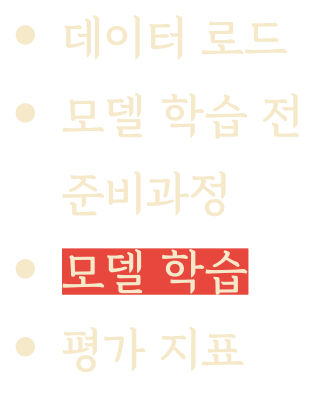 • 데이터 로드
• 모델 학습 전
준비과정
• 모델 학습
• 평가 지표